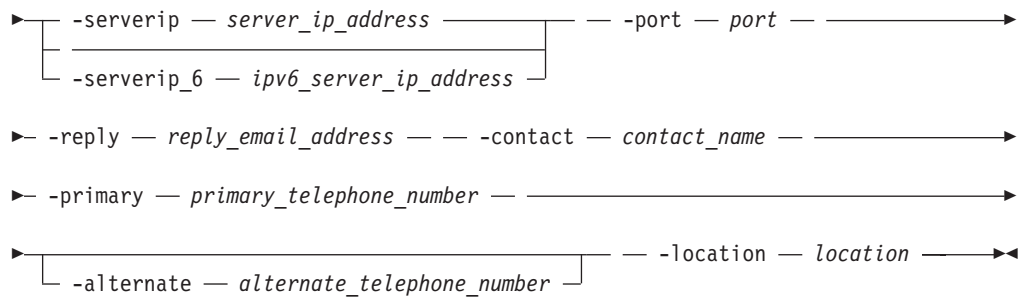 -serverip server_ip_address -port port
-serverip_6 ipv6_server_ip_address
-reply reply_email_address -contact contact_name
-primary primary_telephone_number
-location location
-alternate alternate_telephone_number